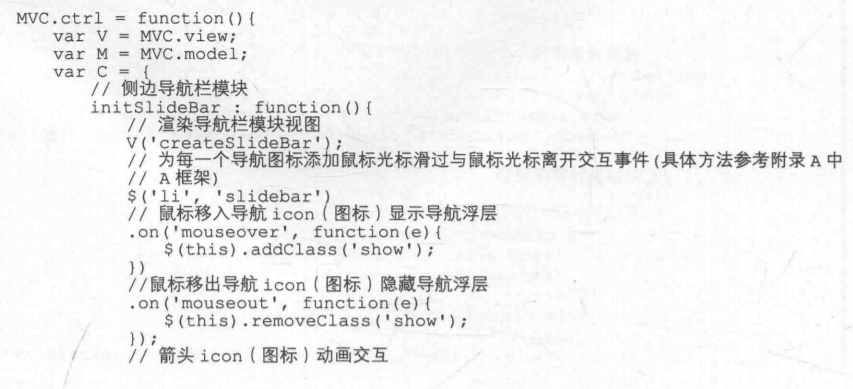 MVC.ctrl = function(){
var V = MVC.view;
var M = MVC.model;
var C = {
// 侧边导航栏模块
initSlideBar : function(){
// 渲染导航栏模块视图
V('createSlideBar');
// 为每一个导航图标添加鼠标光标滑过与鼠标光标离开交互事件(具体方法参考附录 A 中
// A 框架)
$('li', 'slidebar')
// 鼠标移入导航 icon（图标）显示导航浮层
.on('mouseover', function(e){
$(this).addClass('show');
})
//鼠标移出导航 icon（图标）隐藏导航浮层
.on('mouseout', function(e){
$(this).removeClass('show');
});
// 箭头 icon（图标）动画交互